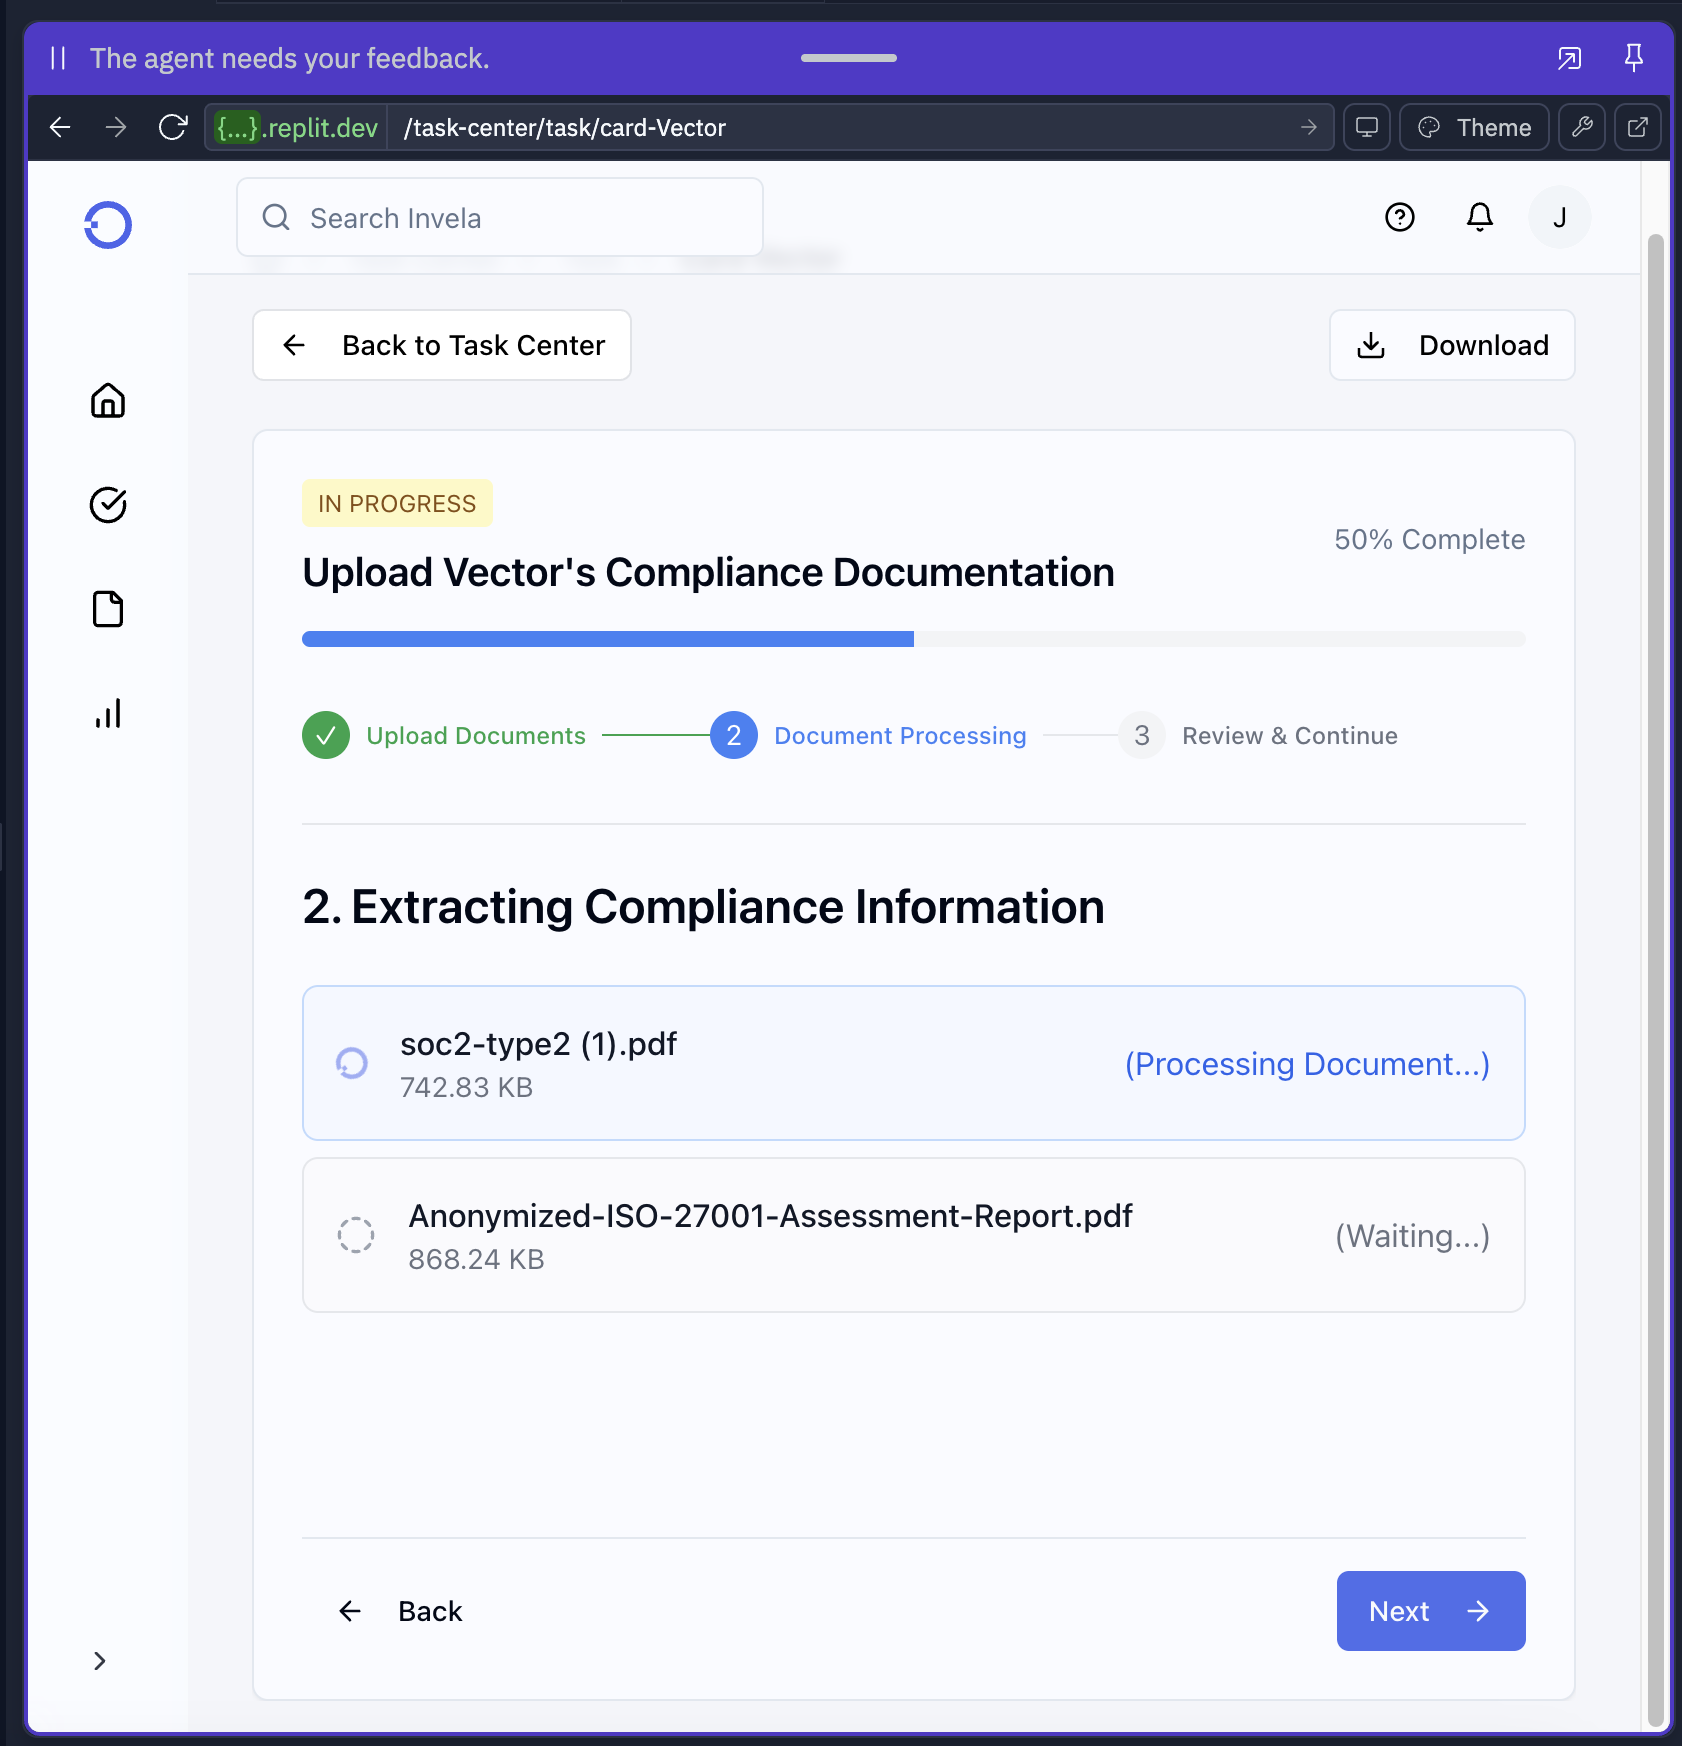 The agent needs your feedback.
{...}.replit.dev /task-center/task/card-Vector Theme
Search Invela J
Back to Task Center Download
IN PROGRESS
50% Complete
Upload Vector's Compliance Documentation
Upload Documents 2 Document Processing 3 Review & Continue
2. Extracting Compliance Information
soc2-type2 (1).pdf
742.83 KB
(Processing Document...)
Anonymized-ISO-27001-Assessment-Report.pdf
868.24 KB
(Waiting...)
Back Next